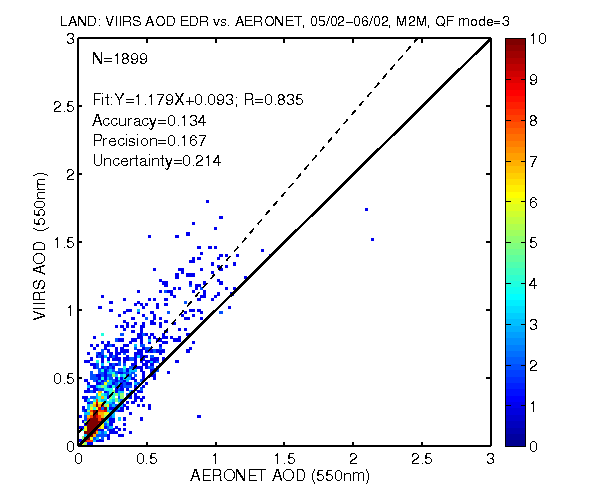 LAND: VIIRS AOD EDR vs. AERONET, 05/02-06/02, M2M, QF mode=3
N=1899
Fit:Y=1.179X+0.093; R=0.835
Accuracy=0.134
Precision=0.167
Uncertainty=0.214
3
2.5
2
1.5
1
0.5
0
VIIRS AOD (550nm)
0 0.5 1 1.5 2 2.5 3
AERONET AOD (550nm)
10
9
8
7
6
5
4
3
2
1
0